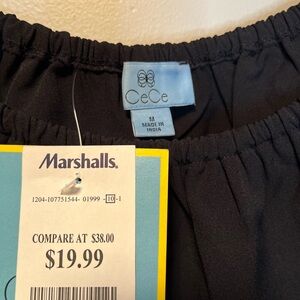 CeCe
M
MADE IN
INDIA
Marshalls.
1204-107751544- 01999 -10-1
COMPARE AT $38.00
$19.99